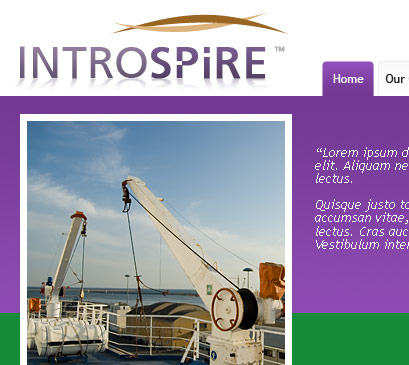 INTROSPiRE™
Home
Our
“Lorem ipsum d
elit. Aliquam ne
lectus.
Quisque justo to
accumsan vitae,
lectus. Cras auc
Vestibulum inter